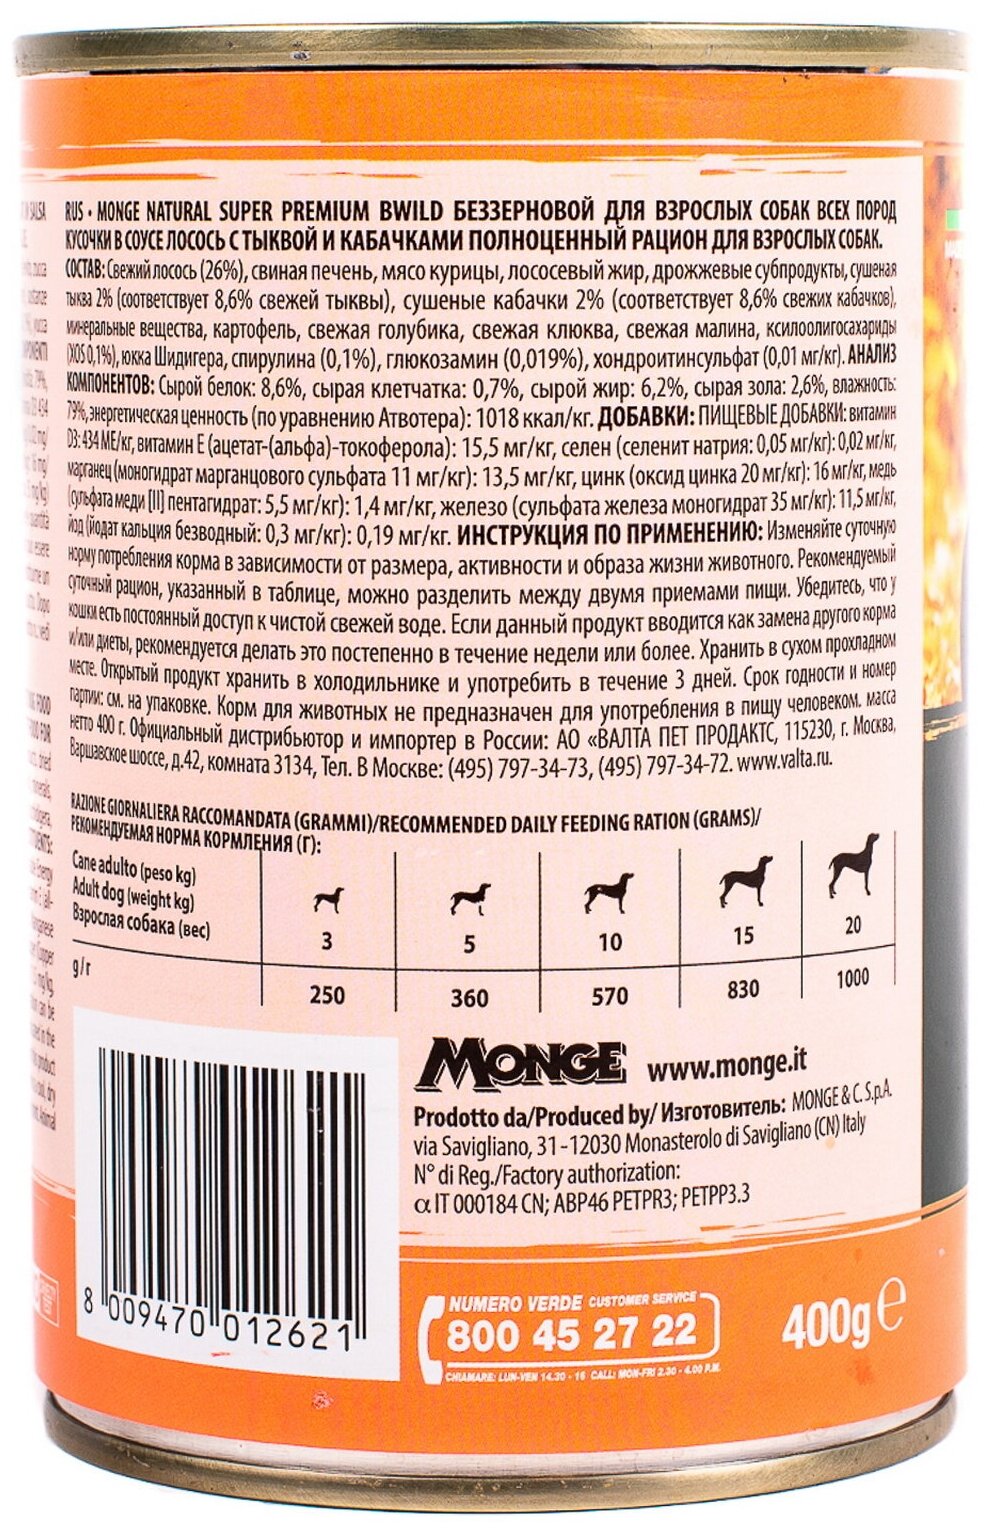 RUS • MONGE NATURAL SUPER PREMIUM BWILD БЕЗЗЕРНОВОЙ ДЛЯ ВЗРОСЛЫХ СОБАК ВСЕХ ПОРОД
КУСОЧКИ В СОУСЕ ЛОСОСЬ С ТЫКВОЙ И КАБАЧКАМИ ПОЛНОЦЕННЫЙ РАЦИОН ДЛЯ ВЗРОСЛЫХ СОБАК.
СОСТАВ: Свежий лосось (26%), свиная печень, мясо курицы, лососевый жир, дрожжевые субпродукты, сушеная
тыква 2% (соответствует 8,6% свежей тыквы), сушеные кабачки 2% (соответствует 8,6% свежих кабачков),
минеральные вещества, картофель, свежая голубика, свежая клюква, свежая малина, ксилоолигосахариды
(XOS 0,1%), юкка Шидигера, спирулина (0,1%), глюкозамин (0,019%), хондроитинсульфат (0,01 мг/кг). АНАЛИЗ
КОМПОНЕНТОВ: Сырой белок: 8,6%, сырая клетчатка: 0,7%, сырой жир: 6,2%, сырая зола: 2,6%, влажность:
79%, энергетическая ценность (по уравнению Атвотера): 1018 ккал/кг. ДОБАВКИ: ПИЩЕВЫЕ ДОБАВКИ: витамин
D3: 434 МЕ/кг, витамин Е (ацетат-(альфа)-токоферола): 15,5 мг/кг, селен (селенит натрия: 0,05 мг/кг): 0,02 мг/кг,
марганец (моногидрат марганцового сульфата 11 мг/кг): 13,5 мг/кг, цинк (оксид цинка 20 мг/кг): 16 мг/кг, медь
(сульфата меди [II] пентагидрат: 5,5 мг/кг): 1,4 мг/кг, железо (сульфата железа моногидрат 35 мг/кг): 11,5 мг/кг,
йод (йодат кальция безводный: 0,3 мг/кг): 0,19 мг/кг. ИНСТРУКЦИЯ ПО ПРИМЕНЕНИЮ: Изменяйте суточную
норму потребления корма в зависимости от размера, активности и образа жизни животного. Рекомендуемый
суточный рацион, указанный в таблице, можно разделить между двумя приемами пищи. Убедитесь, что у
кошки есть постоянный доступ к чистой свежей воде. Если данный продукт вводится как замена другого корма
и/или диеты, рекомендуется делать это постепенно в течение недели или более. Хранить в сухом прохладном
месте. Открытый продукт хранить в холодильнике и употребить в течение 3 дней. Срок годности и номер
партии: см. на упаковке. Корм для животных не предназначен для употребления в пищу человеком. масса
нетто 400 г. Официальный дистрибьютор и импортер в России: АО «ВАЛТА ПЕТ ПРОДАКТС, 115230, г. Москва,
Варшавское шоссе, д.42, комната 3134, Тел. В Москве: (495) 797-34-73, (495) 797-34-72. www.valta.ru.
RAZIONE GIORNALIERA RACCOMANDATA (GRAMMI)/RECOMMENDED DAILY FEEDING RATION (GRAMS)/
РЕКОМЕНДУЕМАЯ НОРМА КОРМЛЕНИЯ (Г):
Cane adulto (peso kg)
Adult dog (weight kg)
Взрослая собака (вес)
3 5 10 15 20
g/г 250 360 570 830 1000
MONGE www.monge.it
Prodotto da/Produced by/ Изготовитель: MONGE & C. S.p.A.
via Savigliano, 31 - 12030 Monasterolo di Savigliano (CN) Italy
N° di Reg./Factory authorization:
α IT 000184 CN; ABP46 PETPR3; PETPP3.3
8 009470 012621
NUMERO VERDE CUSTOMER SERVICE
800 45 27 22
CHIAMARE: LUN-VEN 14.30 - 16 CALL: MON-FRI 2.30 - 4.00 P.M.
400g e